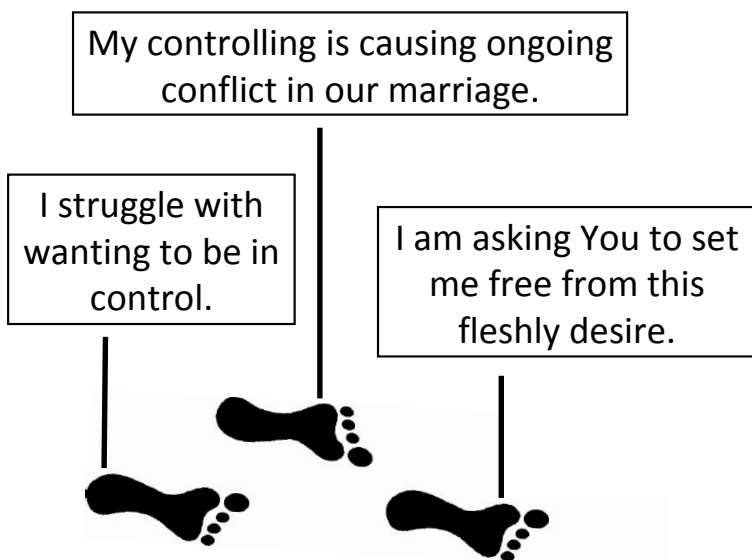 My controlling is causing ongoing
conflict in our marriage.
I struggle with
wanting to be in
control.
I am asking You to set
me free from this
fleshly desire.